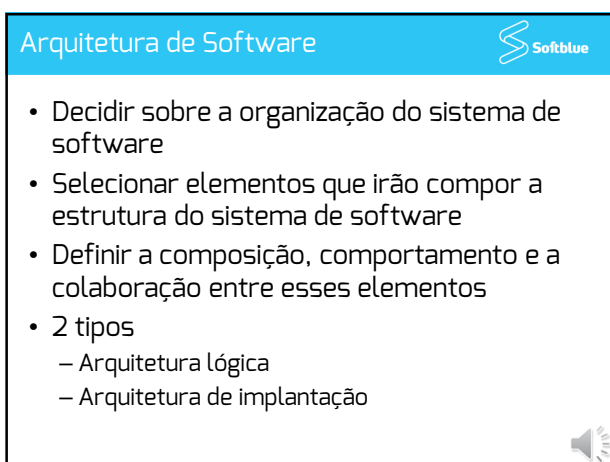 Arquitetura de Software
Softblue
• Decidir sobre a organização do sistema de
software
• Selecionar elementos que irão compor a
estrutura do sistema de software
• Definir a composição, comportamento e a
colaboração entre esses elementos
• 2 tipos
– Arquitetura lógica
– Arquitetura de implantação